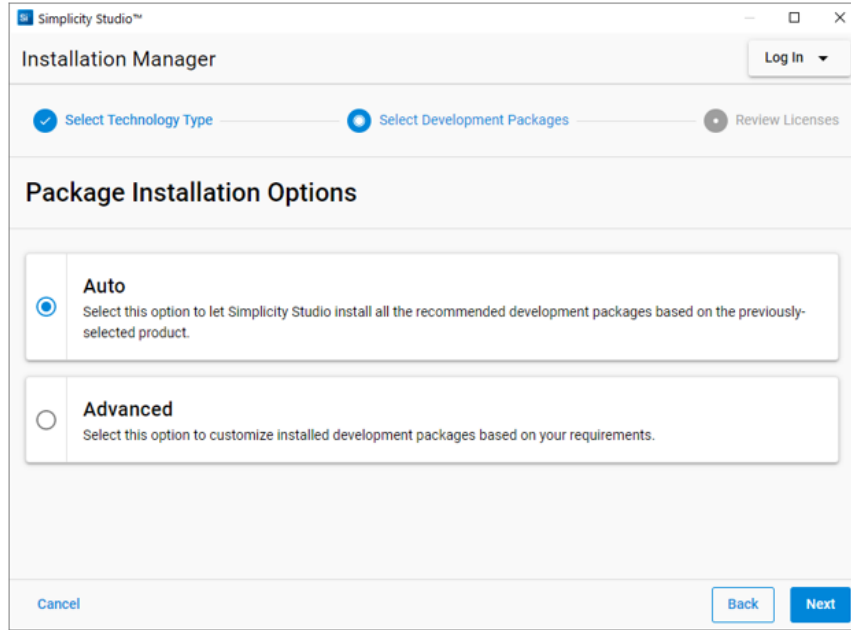 Si Simplicity Studio™
Installation Manager
Log In
Select Technology Type
Select Development Packages
Review Licenses
Package Installation Options
Auto
Select this option to let Simplicity Studio install all the recommended development packages based on the previously-
selected product.
Advanced
Select this option to customize installed development packages based on your requirements.
Cancel
Back
Next